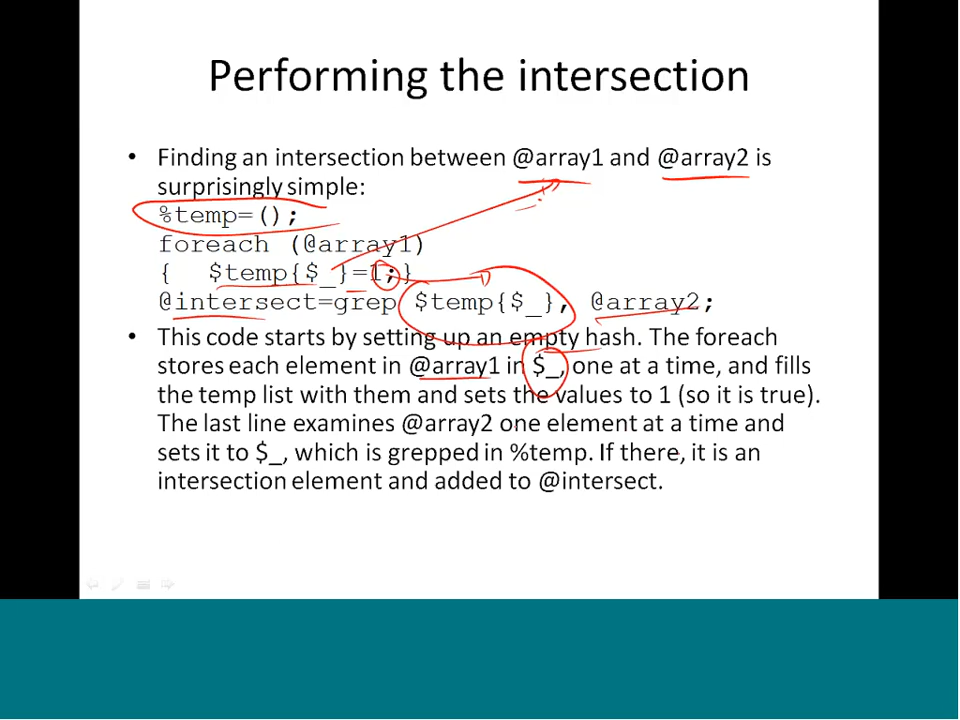 Performing the intersection
• Finding an intersection between @array1 and @array2 is
surprisingly simple:
%temp=();
foreach (@array1)
{ $temp{$_}=1;}
@intersect=grep $temp{$_}, @array2;
• This code starts by setting up an empty hash. The foreach
stores each element in @array1 in $_, one at a time, and fills
the temp list with them and sets the values to 1 (so it is true).
The last line examines @array2 one element at a time and
sets it to $_, which is grepped in %temp. If there, it is an
intersection element and added to @intersect.